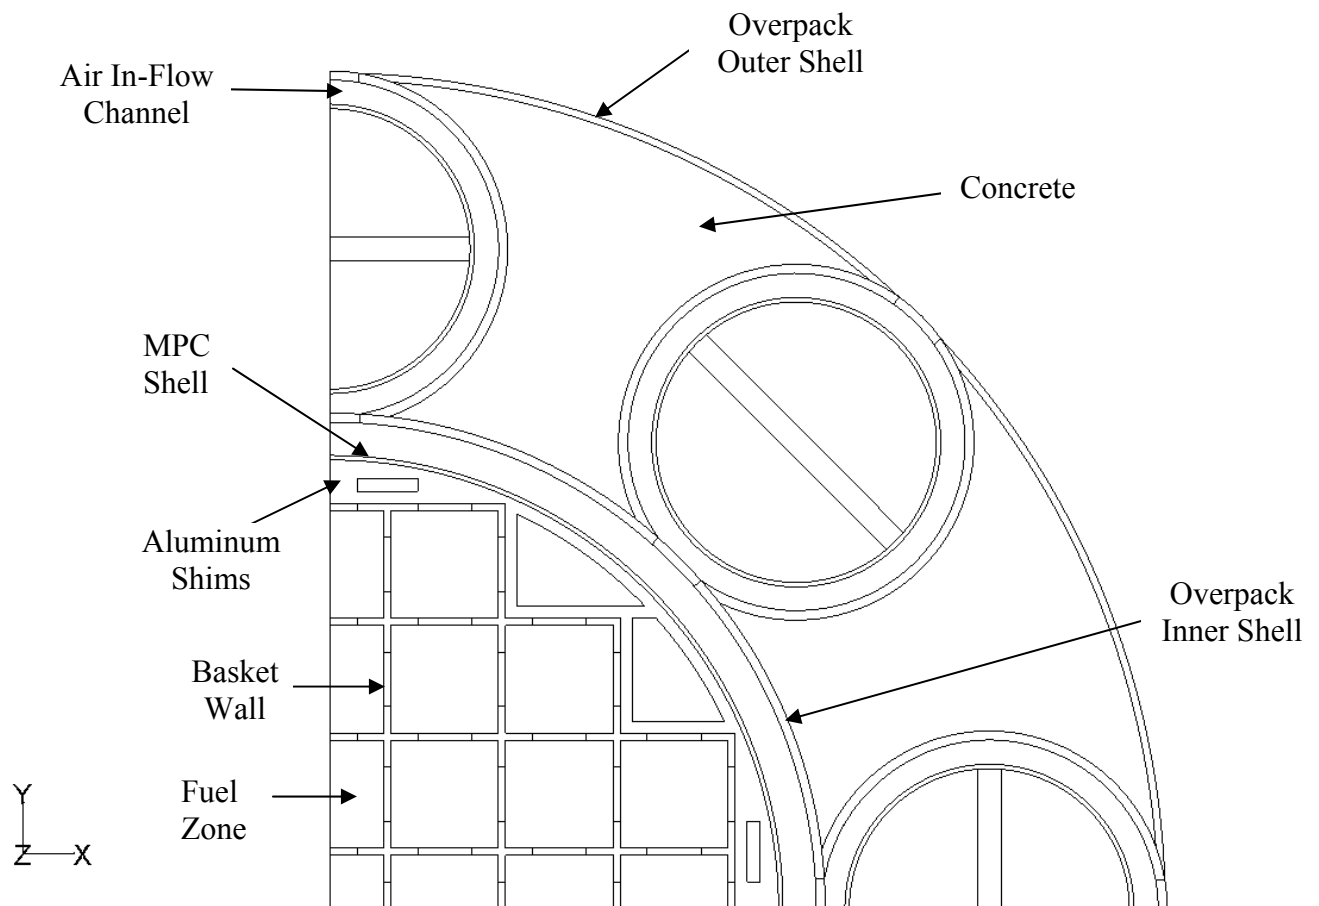 Overpack
Outer Shell
Air In-Flow
Channel
Concrete
MPC
Shell
Aluminum
Shims
Overpack
Inner Shell
Basket
Wall
Fuel
Zone
Y
Z X